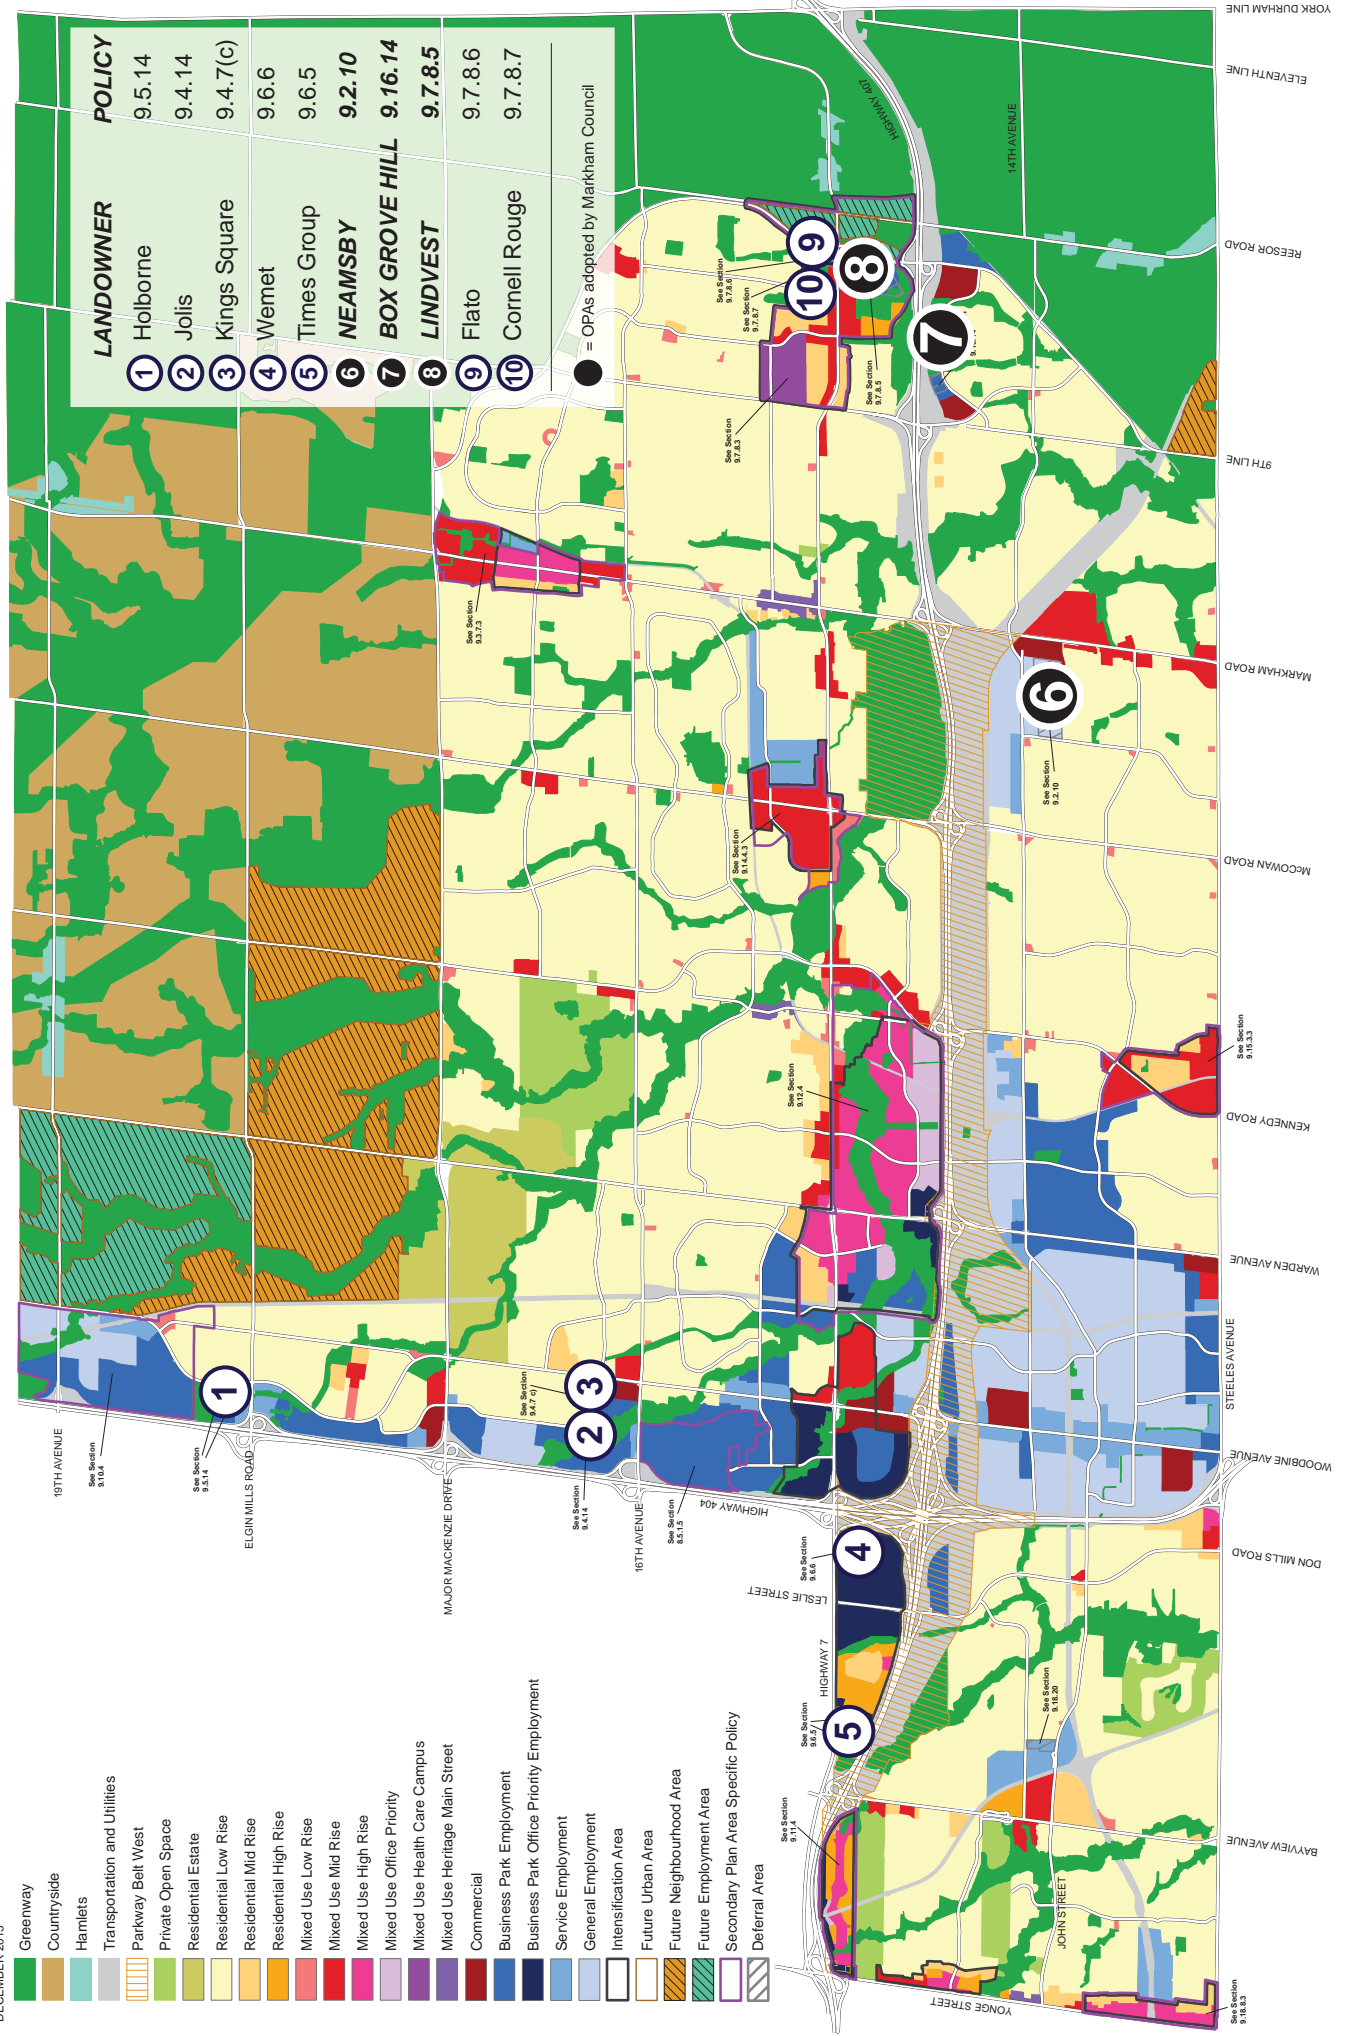 LANDOWNER POLICY
1 Holborne 9.5.14
2 Jolis 9.4.14
3 Kings Square 9.4.7(c)
4 Wemet 9.6.6
5 Times Group 9.6.5
6 NEAMSBY 9.2.10
7 BOX GROVE HILL 9.16.14
8 LINDVEST 9.7.8.5
9 Flato 9.7.8.6
10 Cornell Rouge 9.7.8.7
= OPAs adopted by Markham Council
Greenway
Countryside
Hamlets
Transportation and Utilities
Parkway Belt West
Private Open Space
Residential Estate
Residential Low Rise
Residential Mid Rise
Residential High Rise
Mixed Use Low Rise
Mixed Use Mid Rise
Mixed Use High Rise
Mixed Use Office Priority
Mixed Use Health Care Campus
Mixed Use Heritage Main Street
Commercial
Business Park Employment
Business Park Office Priority Employment
Service Employment
General Employment
Intensification Area
Future Urban Area
Future Neighbourhood Area
Future Employment Area
Secondary Plan Area Specific Policy
Deferral Area
19TH AVENUE
ELGIN MILLS ROAD
MAJOR MACKENZIE DRIVE
16TH AVENUE
HIGHWAY 404
LESLIE STREET
HIGHWAY 7
YONGE STREET
JOHN STREET
BAYVIEW AVENUE
DON MILLS ROAD
WOODBINE AVENUE
STEELES AVENUE
WARDEN AVENUE
KENNEDY ROAD
McCOWAN ROAD
MARKHAM ROAD
9TH LINE
REESOR ROAD
ELEVENTH LINE
YORK DURHAM LINE
14TH AVENUE
HIGHWAY 407
See Section
9.10.4
See Section
9.5.14
See Section
9.4.7 c)
See Section
9.4.14
See Section
8.5.1.5
See Section
9.6.6
See Section
9.6.5
See Section
9.11.4
See Section
9.18.20
See Section
9.18.8.3
See Section
9.12.4
See Section
9.15.3.3
See Section
9.14.4.3
See Section
9.2.10
See Section
9.3.7.3
See Section
9.7.8.3
See Section
9.7.8.5
See Section
9.7.8.7
See Section
9.7.8.6
1
2
3
4
5
6
7
8
9
10